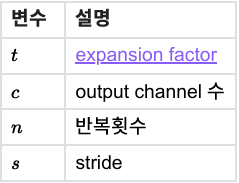 변수 설명
t expansion factor
c output channel 수
n 반복횟수
s stride